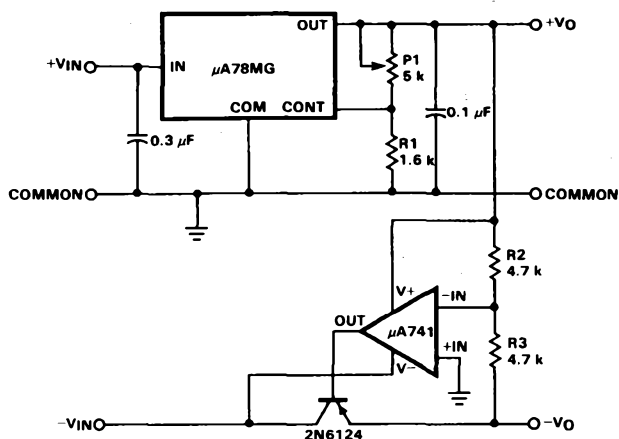 OUT
+VO
+VIN
IN
µA78MG
P1
5 k
COM
CONT
0.3 µF
0.1 µF
R1
1.6 k
COMMON
COMMON
R2
4.7 k
V+
-IN
OUT
µA741
+IN
R3
4.7 k
V-
-VIN
-VO
2N6124